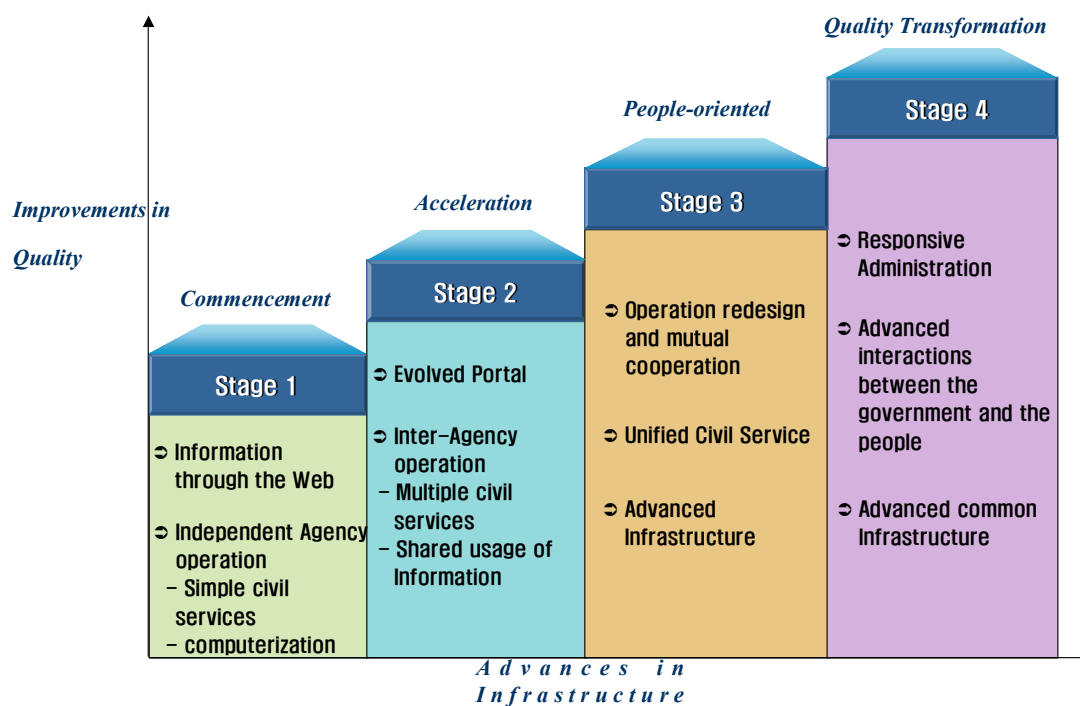 Improvements in
Quality
Commencement
Stage 1
➲ Information
through the Web
➲ Independent Agency
operation
– Simple civil
services
– computerization
Acceleration
Stage 2
➲ Evolved Portal
➲ Inter-Agency
operation
– Multiple civil
services
– Shared usage of
Information
People-oriented
Stage 3
➲ Operation redesign
and mutual
cooperation
➲ Unified Civil Service
➲ Advanced
Infrastructure
Quality Transformation
Stage 4
➲ Responsive
Administration
➲ Advanced
interactions
between the
government and the
people
➲ Advanced common
Infrastructure
Advances in
Infrastructure